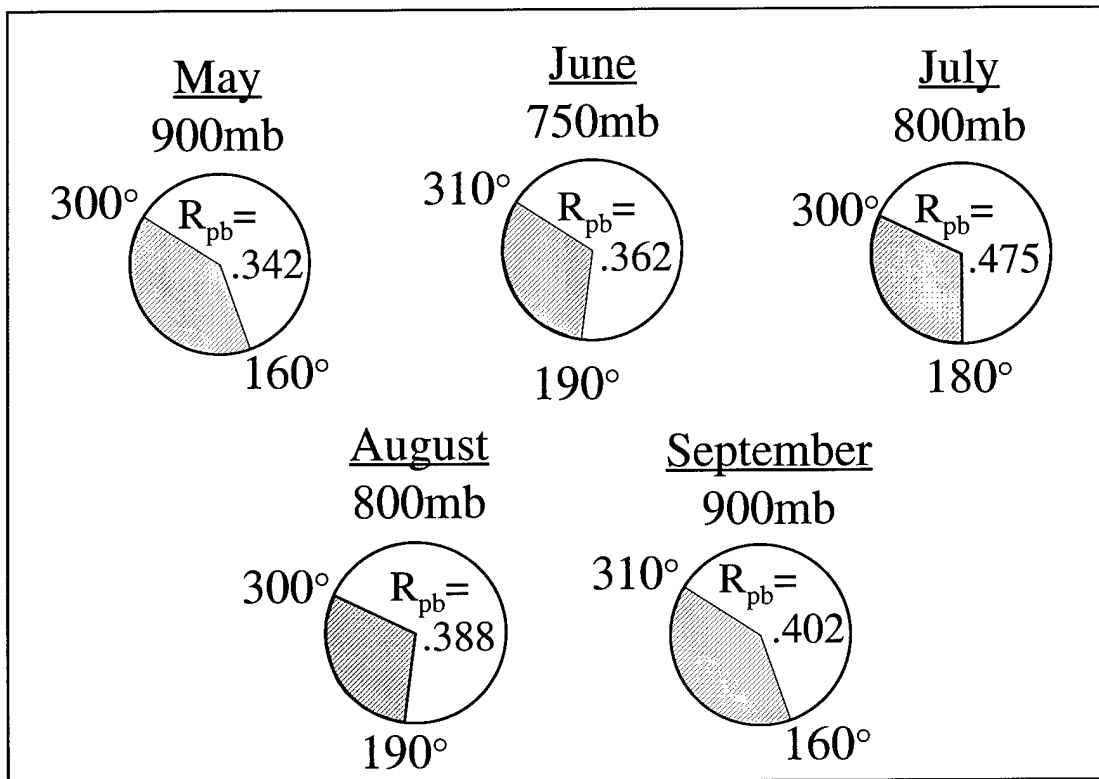 May
900mb
300°
R_pb=
.342
160°
June
750mb
310°
R_pb=
.362
190°
July
800mb
300°
R_pb=
.475
180°
August
800mb
300°
R_pb=
.388
190°
September
900mb
310°
R_pb=
.402
160°